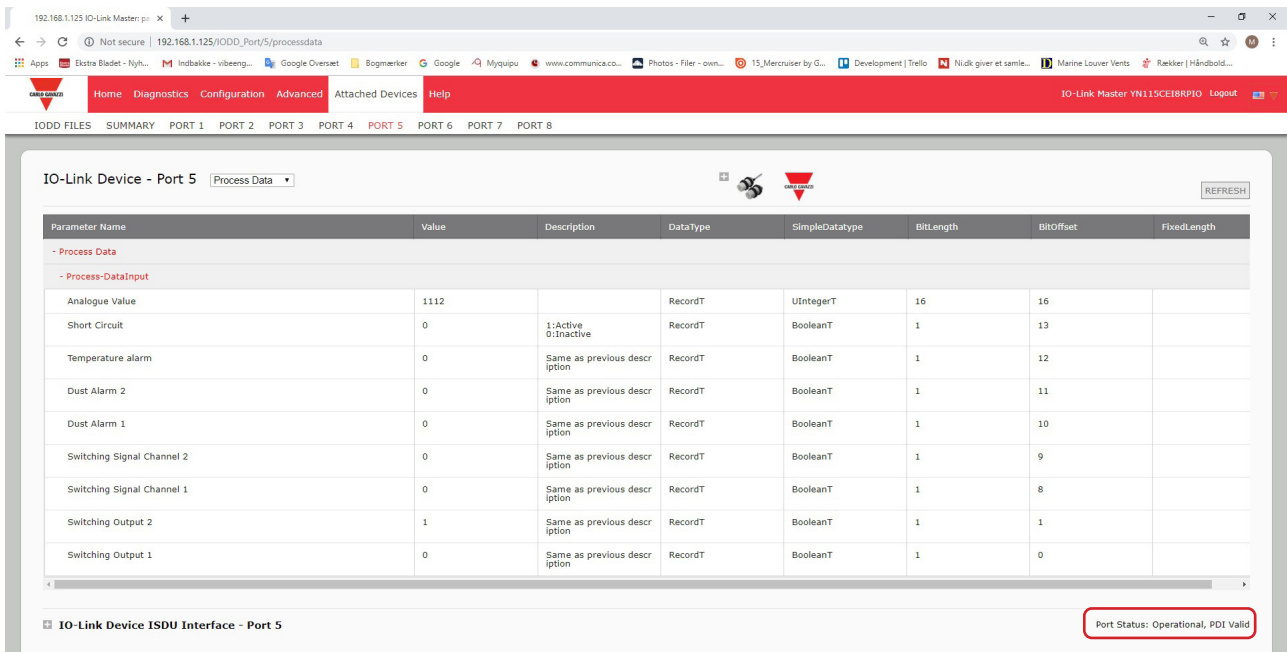 192.168.1.125 IO-Link Master: po
Not secure | 192.168.1.125/IODD_Port/5/processdata
M
Apps Ekstra Bladet - Nyh... Indbakke - vibeeng... Google Oversæt Bogmærker Google Myquipu www.communica.co... Photos - Filer - own... 15_Mercruiser by G... Development | Trello Ni.dk giver et samle... Marine Louver Vents Rækker | Håndbold....
CARLO GAVAZZI Home Diagnostics Configuration Advanced Attached Devices Help IO-Link Master YN115CEI8RPIO Logout
IODD FILES SUMMARY PORT 1 PORT 2 PORT 3 PORT 4 PORT 5 PORT 6 PORT 7 PORT 8
IO-Link Device - Port 5 Process Data CARLO GAVAZZI
REFRESH
Parameter Name Value Description DataType SimpleDatatype BitLength BitOffset FixedLength
- Process Data
- Process-DataInput
Analogue Value 1112 RecordT UIntegerT 16 16
Short Circuit 0 1:Active RecordT BooleanT 1 13
0:Inactive
Temperature alarm 0 Same as previous descr RecordT BooleanT 1 12
iption
Dust Alarm 2 0 Same as previous descr RecordT BooleanT 1 11
iption
Dust Alarm 1 0 Same as previous descr RecordT BooleanT 1 10
iption
Switching Signal Channel 2 0 Same as previous descr RecordT BooleanT 1 9
iption
Switching Signal Channel 1 0 Same as previous descr RecordT BooleanT 1 8
iption
Switching Output 2 1 Same as previous descr RecordT BooleanT 1 1
iption
Switching Output 1 0 Same as previous descr RecordT BooleanT 1 0
iption
IO-Link Device ISDU Interface - Port 5 Port Status: Operational, PDI Valid